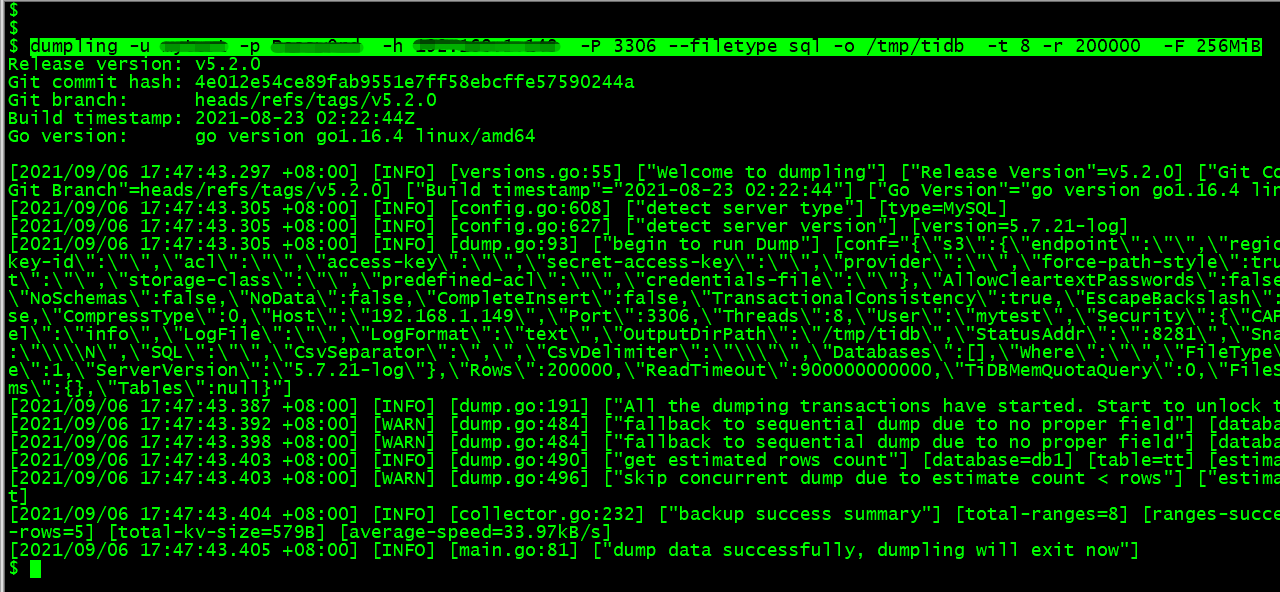 $
$
$ dumpling -u -p -h -P 3306 --filetype sql -o /tmp/tidb -t 8 -r 200000 -F 256MiB
Release version: v5.2.0
Git commit hash: 4e012e54ce89fab9551e7ff58ebcffe57590244a
Git branch:      heads/refs/tags/v5.2.0
Build timestamp: 2021-08-23 02:22:44Z
Go version:      go version go1.16.4 linux/amd64
[2021/09/06 17:47:43.297 +08:00] [INFO] [versions.go:55] ["Welcome to dumpling"] ["Release Version"=v5.2.0] ["Git Co
Git Branch"=heads/refs/tags/v5.2.0] ["Build timestamp"="2021-08-23 02:22:44"] ["Go Version"="go version go1.16.4 lin
[2021/09/06 17:47:43.305 +08:00] [INFO] [config.go:608] ["detect server type"] [type=MySQL]
[2021/09/06 17:47:43.305 +08:00] [INFO] [config.go:627] ["detect server version"] [version=5.7.21-log]
[2021/09/06 17:47:43.305 +08:00] [INFO] [dump.go:93] ["begin to run Dump"] [conf="{\"s3\":{\"endpoint\":\"\",\"regio
key-id\":\"\",\"acl\":\"\",\"access-key\":\"\",\"secret-access-key\":\"\",\"provider\":\"\",\"force-path-style\":tru
t\":\"\",\"storage-class\":\"\",\"predefined-acl\":\"\",\"credentials-file\":\"\"},\"AllowCleartextPasswords\":false
\"NoSchemas\":false,\"NoData\":false,\"CompleteInsert\":false,\"TransactionalConsistency\":true,\"EscapeBackslash\":
se,\"CompressType\":0,\"Host\":\"192.168.1.149\",\"Port\":3306,\"Threads\":8,\"User\":\"mytest\",\"Security\":{\"CAP
el\":\"info\",\"LogFile\":\"\",\"LogFormat\":\"text\",\"OutputDirPath\":\"/tmp/tidb\",\"StatusAddr\":\":8281\",\"Sna
:\"\\\\N\",\"SQL\":\"\",\"CsvSeparator\":\",\",\"CsvDelimiter\":\"\\\"\",\"Databases\":[],\"Where\":\"\",\"FileType\
e\":1,\"ServerVersion\":\"5.7.21-log\"},\"Rows\":200000,\"ReadTimeout\":900000000000,\"TiDBMemQuotaQuery\":0,\"FileS
ms\":{},\"Tables\":null}"]
[2021/09/06 17:47:43.387 +08:00] [INFO] [dump.go:191] ["All the dumping transactions have started. Start to unlock t
[2021/09/06 17:47:43.392 +08:00] [WARN] [dump.go:484] ["fallback to sequential dump due to no proper field"] [databa
[2021/09/06 17:47:43.398 +08:00] [WARN] [dump.go:484] ["fallback to sequential dump due to no proper field"] [databa
[2021/09/06 17:47:43.403 +08:00] [INFO] [dump.go:490] ["get estimated rows count"] [database=db1] [table=tt] [estima
[2021/09/06 17:47:43.403 +08:00] [WARN] [dump.go:496] ["skip concurrent dump due to estimate count < rows"] ["estima
t]
[2021/09/06 17:47:43.404 +08:00] [INFO] [collector.go:232] ["backup success summary"] [total-ranges=8] [ranges-succe
-rows=5] [total-kv-size=579B] [average-speed=33.97kB/s]
[2021/09/06 17:47:43.405 +08:00] [INFO] [main.go:81] ["dump data successfully, dumpling will exit now"]
$